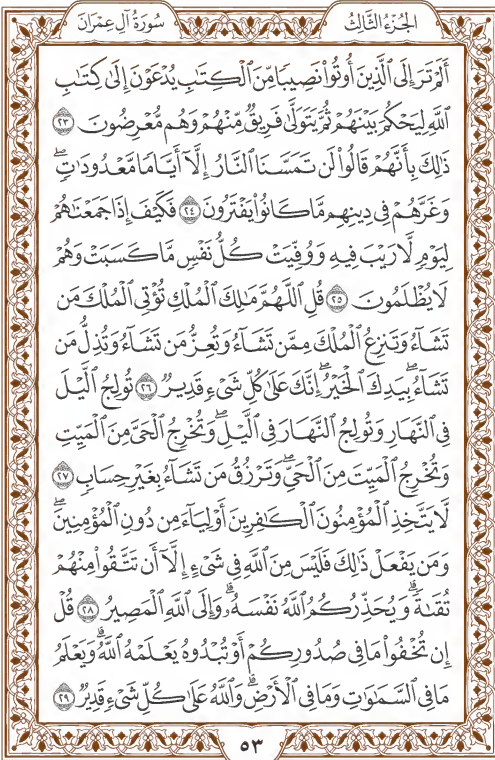 الجزء الثالث
سورة آل عمران
أَلَمْ تَرَ إِلَى ٱلَّذِينَ أُوتُوا۟ نَصِيبًا مِّنَ ٱلْكِتَٰبِ يُدْعَوْنَ إِلَىٰ كِتَٰبِ
ٱللَّهِ لِيَحْكُمَ بَيْنَهُمْ ثُمَّ يَتَوَلَّىٰ فَرِيقٌ مِّنْهُمْ وَهُم مُّعْرِضُونَ ٢٣
ذَٰلِكَ بِأَنَّهُمْ قَالُوا۟ لَن تَمَسَّنَا ٱلنَّارُ إِلَّآ أَيَّامًا مَّعْدُودَٰتٍ ۖ
وَغَرَّهُمْ فِى دِينِهِم مَّا كَانُوا۟ يَفْتَرُونَ ٢٤ فَكَيْفَ إِذَا جَمَعْنَٰهُمْ
لِيَوْمٍ لَّا رَيْبَ فِيهِ وَوُفِّيَتْ كُلُّ نَفْسٍ مَّا كَسَبَتْ وَهُمْ
لَا يُظْلَمُونَ ٢٥ قُلِ ٱللَّهُمَّ مَٰلِكَ ٱلْمُلْكِ تُؤْتِى ٱلْمُلْكَ مَن
تَشَآءُ وَتَنزِعُ ٱلْمُلْكَ مِمَّن تَشَآءُ وَتُعِزُّ مَن تَشَآءُ وَتُذِلُّ مَن
تَشَآءُ ۖ بِيَدِكَ ٱلْخَيْرُ ۖ إِنَّكَ عَلَىٰ كُلِّ شَىْءٍ قَدِيرٌ ٢٦ تُولِجُ ٱلَّيْلَ
فِى ٱلنَّهَارِ وَتُولِجُ ٱلنَّهَارَ فِى ٱلَّيْلِ ۖ وَتُخْرِجُ ٱلْحَىَّ مِنَ ٱلْمَيِّتِ
وَتُخْرِجُ ٱلْمَيِّتَ مِنَ ٱلْحَىِّ ۖ وَتَرْزُقُ مَن تَشَآءُ بِغَيْرِ حِسَابٍ ٢٧
لَّا يَتَّخِذِ ٱلْمُؤْمِنُونَ ٱلْكَٰفِرِينَ أَوْلِيَآءَ مِن دُونِ ٱلْمُؤْمِنِينَ ۖ
وَمَن يَفْعَلْ ذَٰلِكَ فَلَيْسَ مِنَ ٱللَّهِ فِى شَىْءٍ إِلَّآ أَن تَتَّقُوا۟ مِنْهُمْ
تُقَىٰةً ۗ وَيُحَذِّرُكُمُ ٱللَّهُ نَفْسَهُۥ ۗ وَإِلَى ٱللَّهِ ٱلْمَصِيرُ ٢٨ قُلْ
إِن تُخْفُوا۟ مَا فِى صُدُورِكُمْ أَوْ تُبْدُوهُ يَعْلَمْهُ ٱللَّهُ ۗ وَيَعْلَمُ
مَا فِى ٱلسَّمَٰوَٰتِ وَمَا فِى ٱلْأَرْضِ ۗ وَٱللَّهُ عَلَىٰ كُلِّ شَىْءٍ قَدِيرٌ ٢٩
٥٣